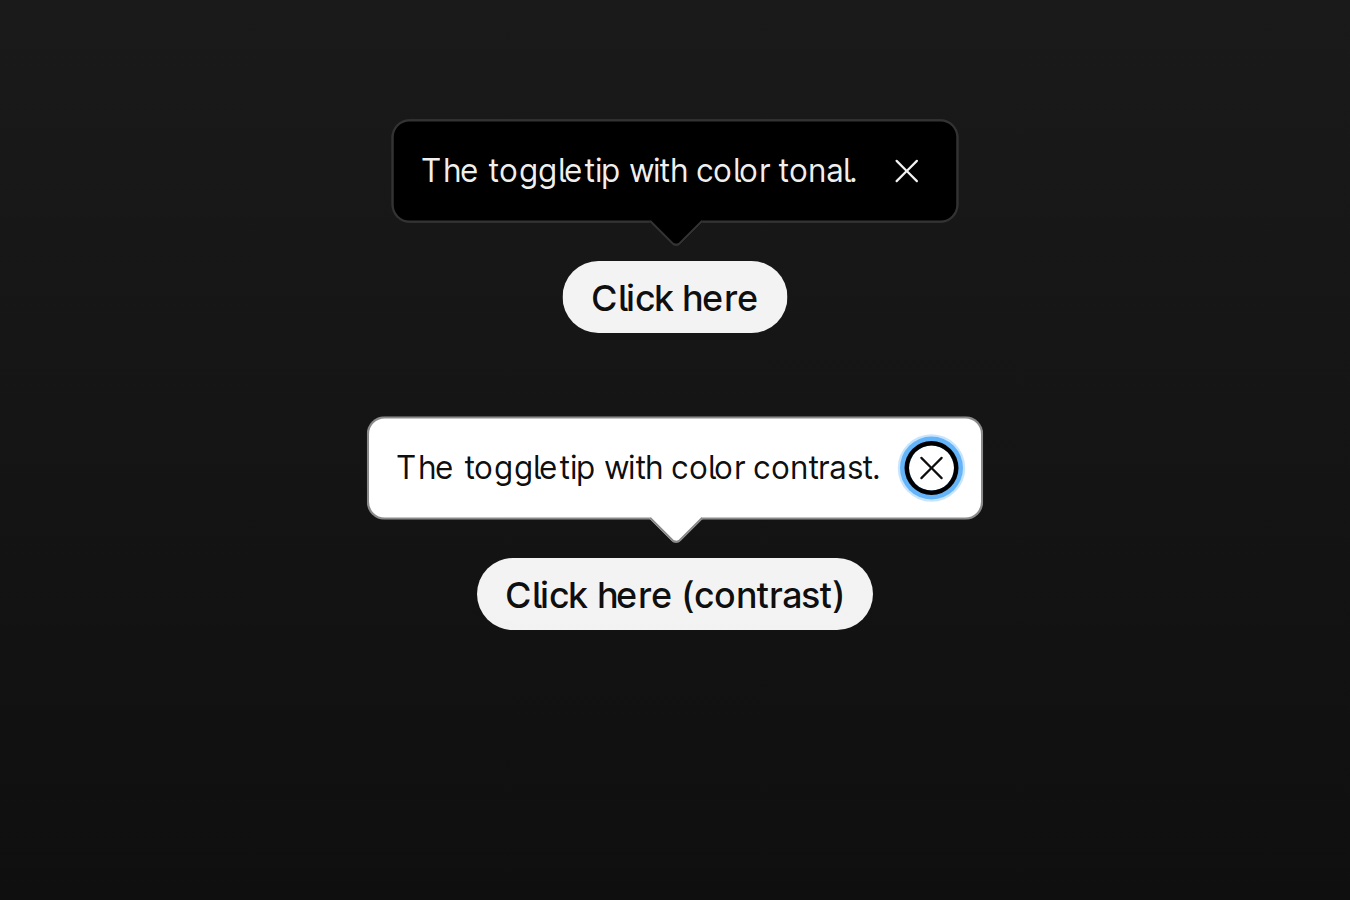 The toggletip with color tonal.
Click here
The toggletip with color contrast.
Click here (contrast)